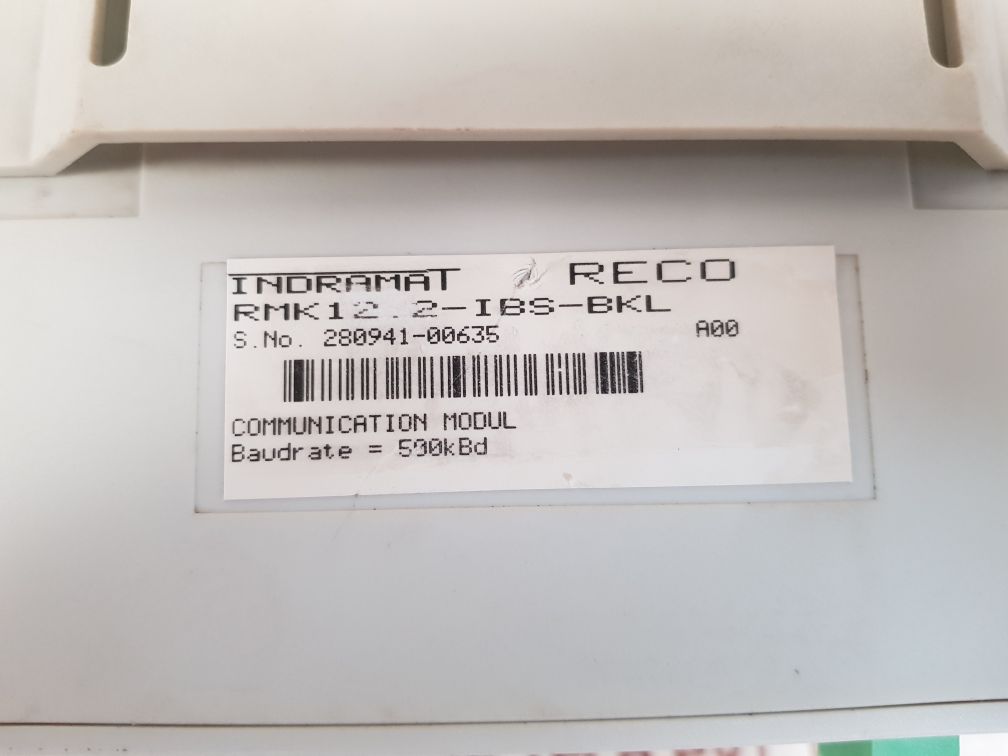 INDRAMAT RECO
RMK12.2-IBS-BKL
S.No. 280941-00635 A00
COMMUNICATION MODUL
Baudrate = 500kBd